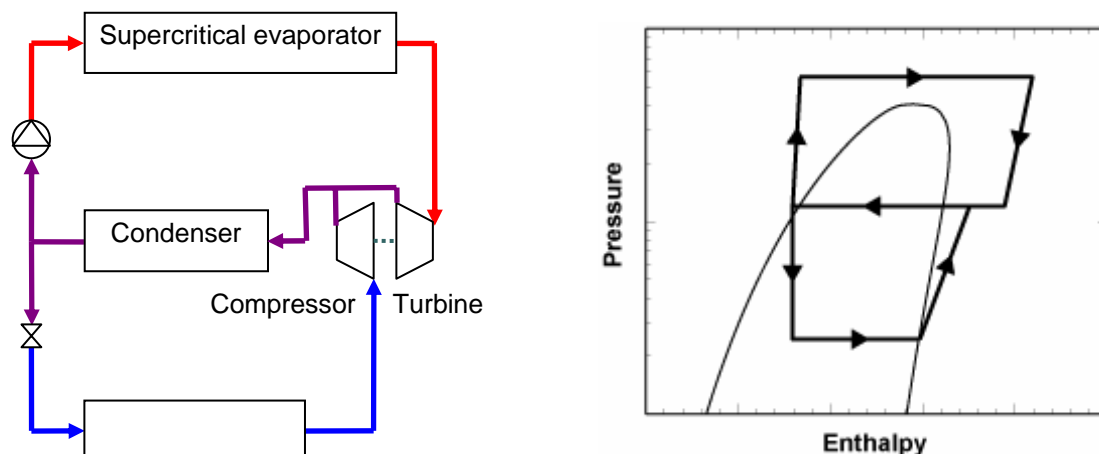 Supercritical evaporator
Condenser
Compressor Turbine
Pressure
Enthalpy